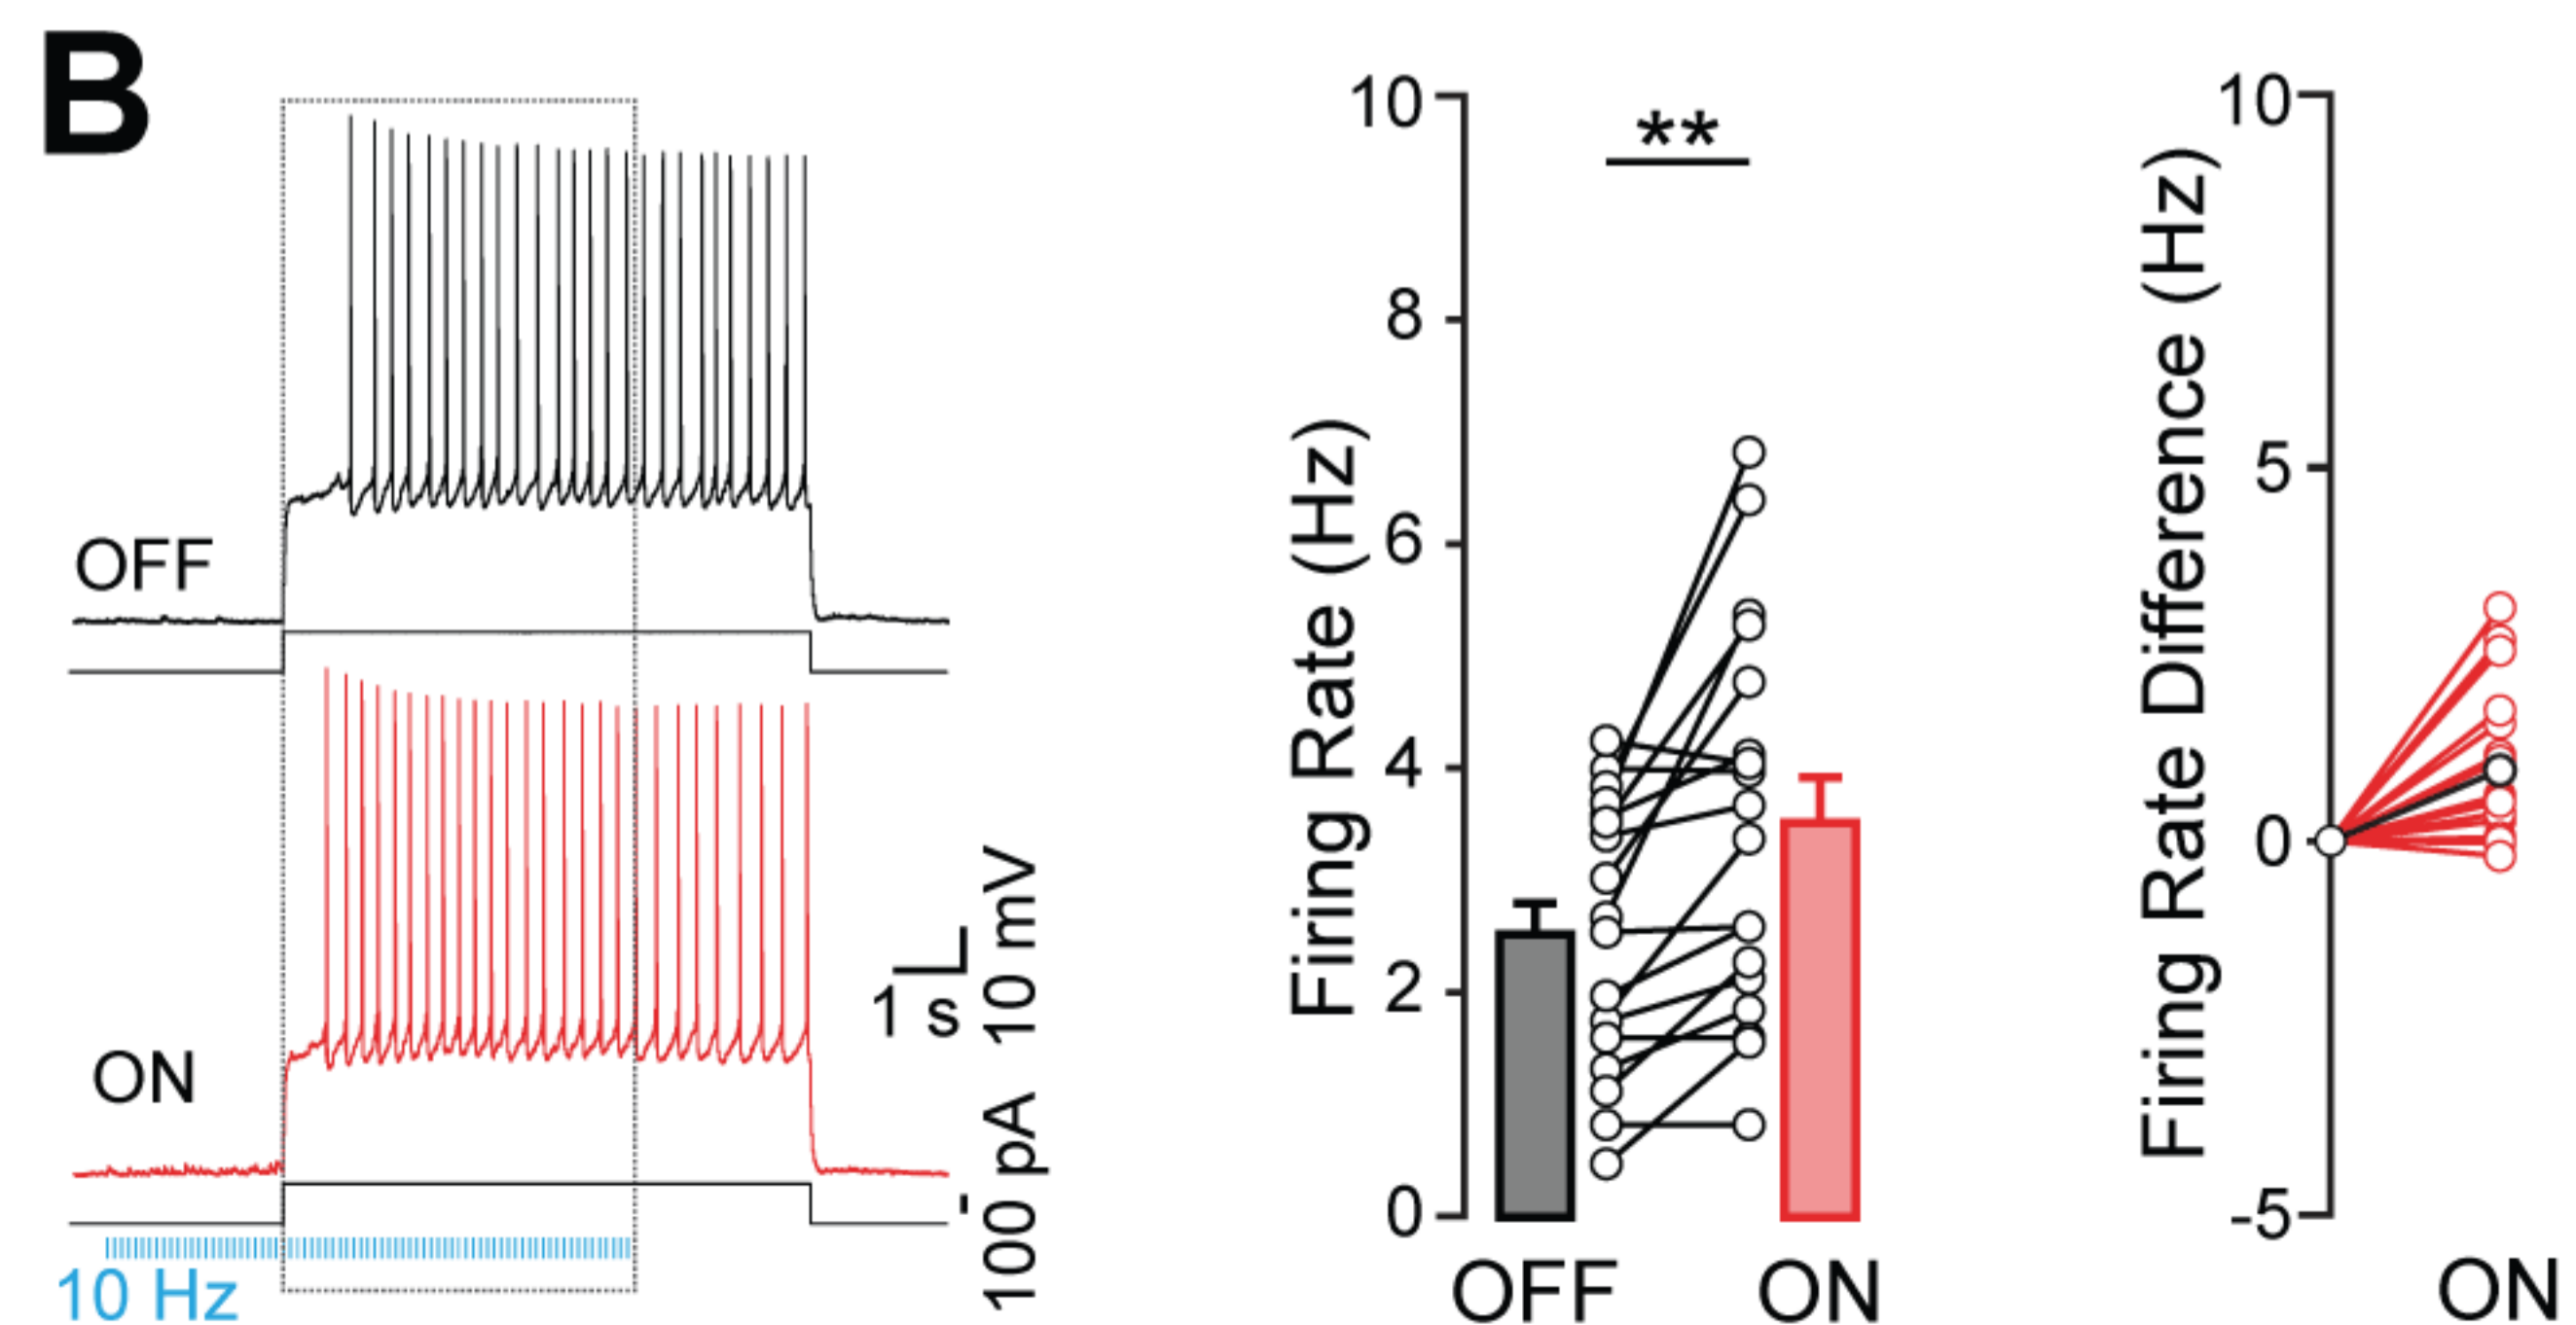 B
OFF
ON
10 Hz
1 s
10 mV
100 pA
Firing Rate (Hz)
10
8
6
4
2
0
**
OFF
ON
Firing Rate Difference (Hz)
10
5
0
-5
ON